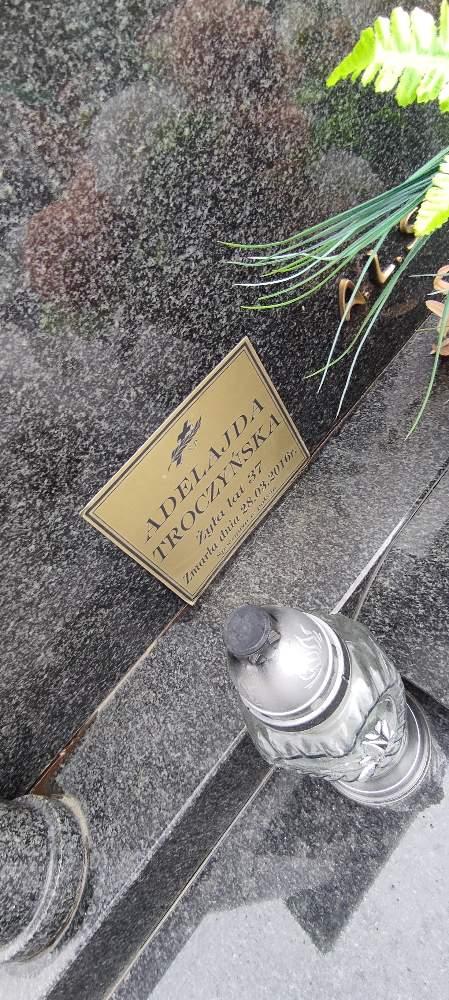 ADELAJDA
TROCZYŃSKA
Żyła lat 37
Zmarła dnia 28.03.2016r.